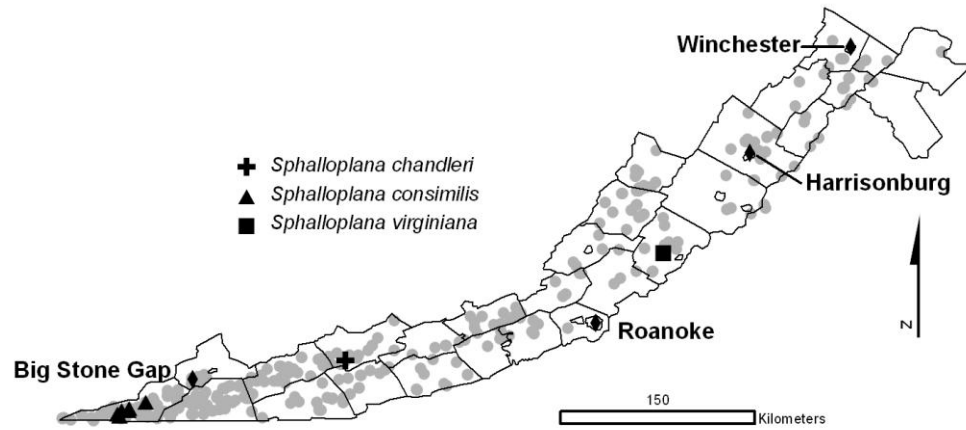 Winchester
Sphalloplana chandleri
Sphalloplana consimilis
Sphalloplana virginiana
Harrisonburg
Roanoke
Big Stone Gap
N
150
Kilometers